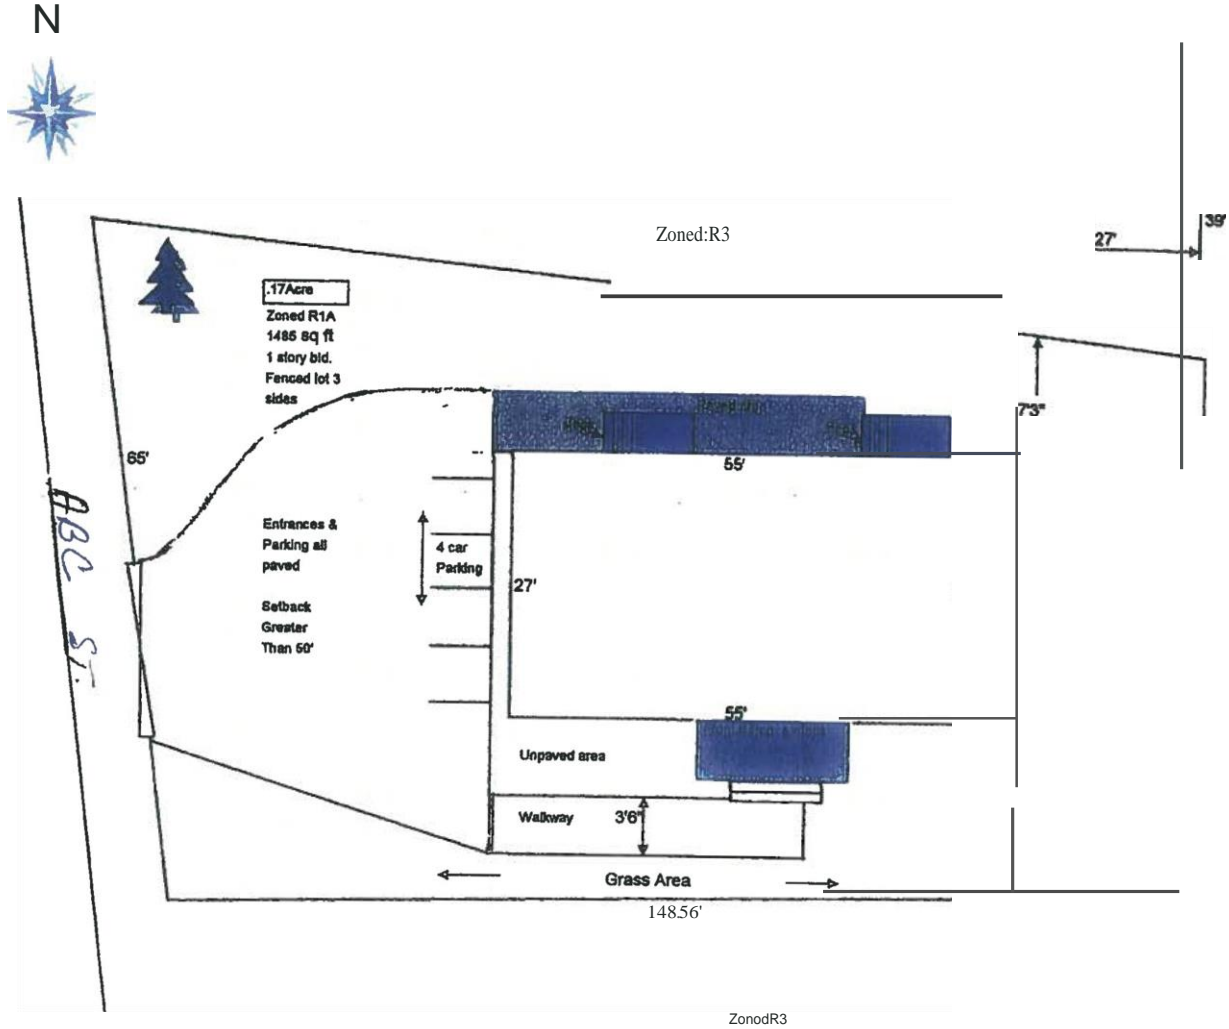 N
Zoned:R3
39'
27'
.17Acre
Zoned R1A
1485 sq ft
1 story bld.
Fenced lot 3
sides
7'3"
65'
55'
ABC ST.
Entrances &
Parking all
paved
4 car
Parking
27'
Setback
Greater
Than 50'
55'
Unpaved area
Walkway
3'6"
Grass Area
148.56'
ZonodR3